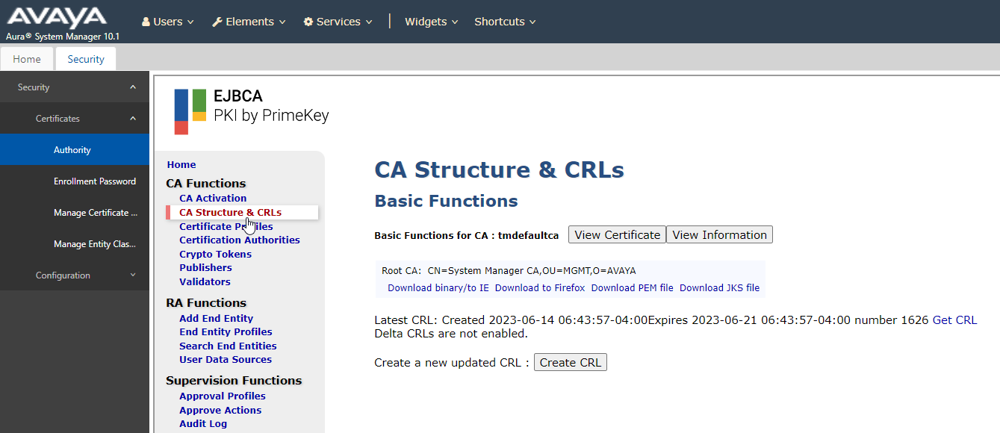 AVAYA
Aura® System Manager 10.1
Users
Elements
Services
Widgets
Shortcuts
Home
Security
Security
Certificates
Authority
Enrollment Password
Manage Certificate ...
Manage Entity Clas...
Configuration
EJBCA
PKI by PrimeKey
Home
CA Functions
CA Activation
CA Structure & CRLs
Certificate Profiles
Certification Authorities
Crypto Tokens
Publishers
Validators
RA Functions
Add End Entity
End Entity Profiles
Search End Entities
User Data Sources
Supervision Functions
Approval Profiles
Approve Actions
Audit Log
CA Structure & CRLs
Basic Functions
Basic Functions for CA : tmdefaultca View Certificate View Information
Root CA: CN=System Manager CA,OU=MGMT,O=AVAYA
Download binary/to IE Download to Firefox Download PEM file Download JKS file
Latest CRL: Created 2023-06-14 06:43:57-04:00Expires 2023-06-21 06:43:57-04:00 number 1626 Get CRL
Delta CRLs are not enabled.
Create a new updated CRL : Create CRL